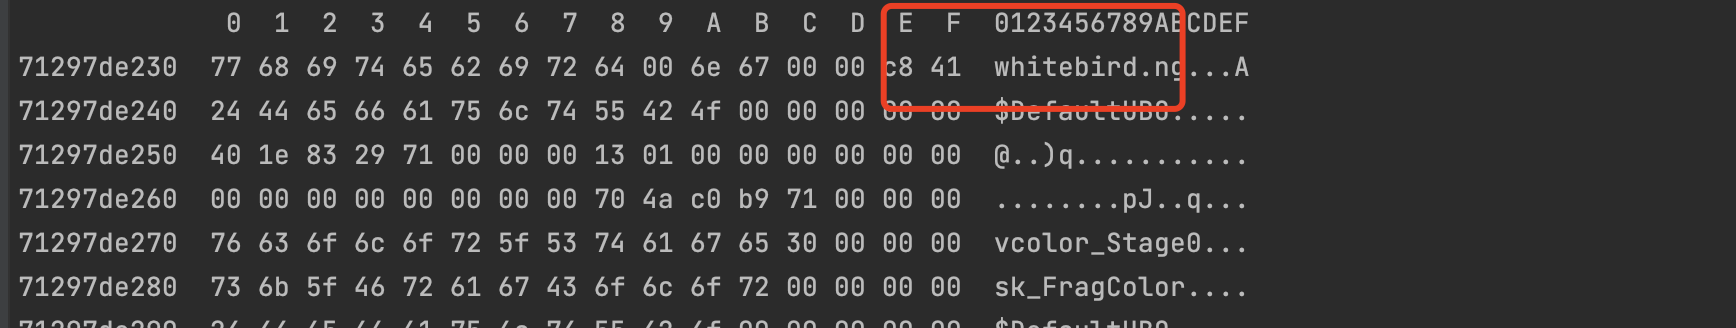 0 1 2 3 4 5 6 7 8 9 A B C D E F 0123456789ABCDEF
71297de230 77 68 69 74 65 62 69 72 64 00 6e 67 00 00 c8 41 whitebird.ng...A
71297de240 24 44 65 66 61 75 6c 74 55 42 4f 00 00 00 00 00 $DefaultUBO.....
71297de250 40 1e 83 29 71 00 00 00 13 01 00 00 00 00 00 00 @..)q...........
71297de260 00 00 00 00 00 00 00 00 70 4a c0 b9 71 00 00 00 ........pJ..q...
71297de270 76 63 6f 6c 6f 72 5f 53 74 61 67 65 30 00 00 00 vcolor_Stage0...
71297de280 73 6b 5f 46 72 61 67 43 6f 6c 6f 72 00 00 00 00 sk_FragColor....